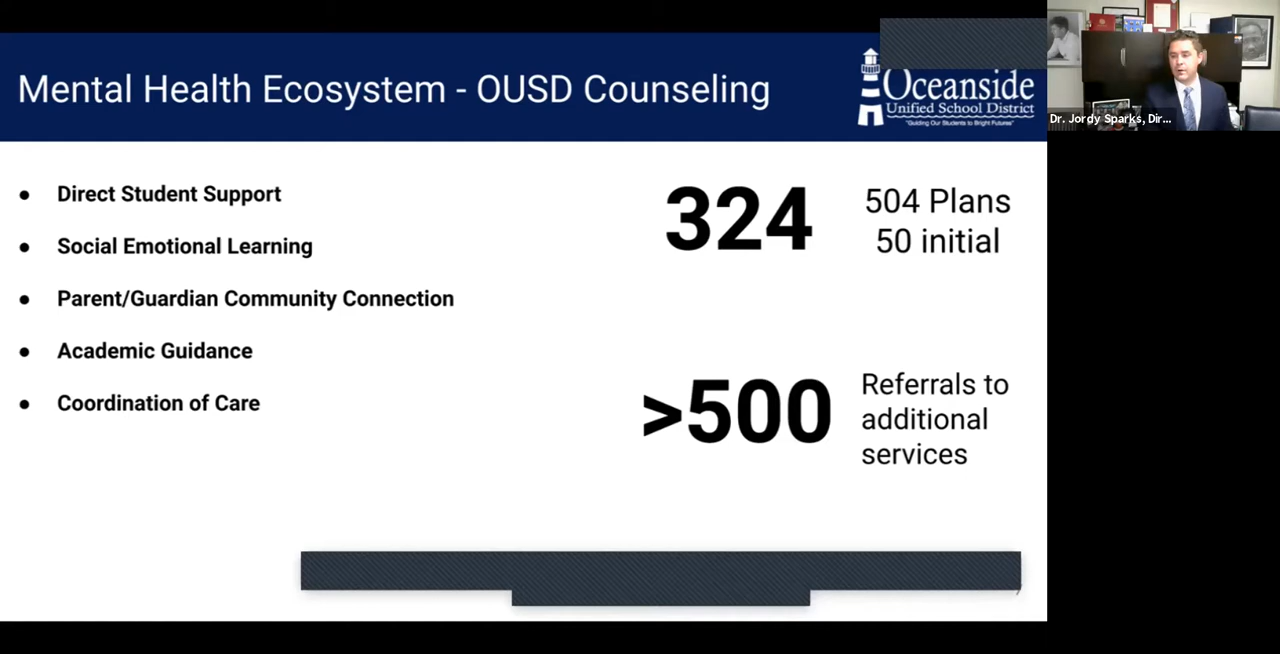 Mental Health Ecosystem - OUSD Counseling
Oceanside
Unified School District
"Guiding Our Students to Bright Futures"
Dr. Jordy Sparks, Dir...
● Direct Student Support
● Social Emotional Learning
● Parent/Guardian Community Connection
● Academic Guidance
● Coordination of Care
324
504 Plans
50 initial
>500
Referrals to
additional
services